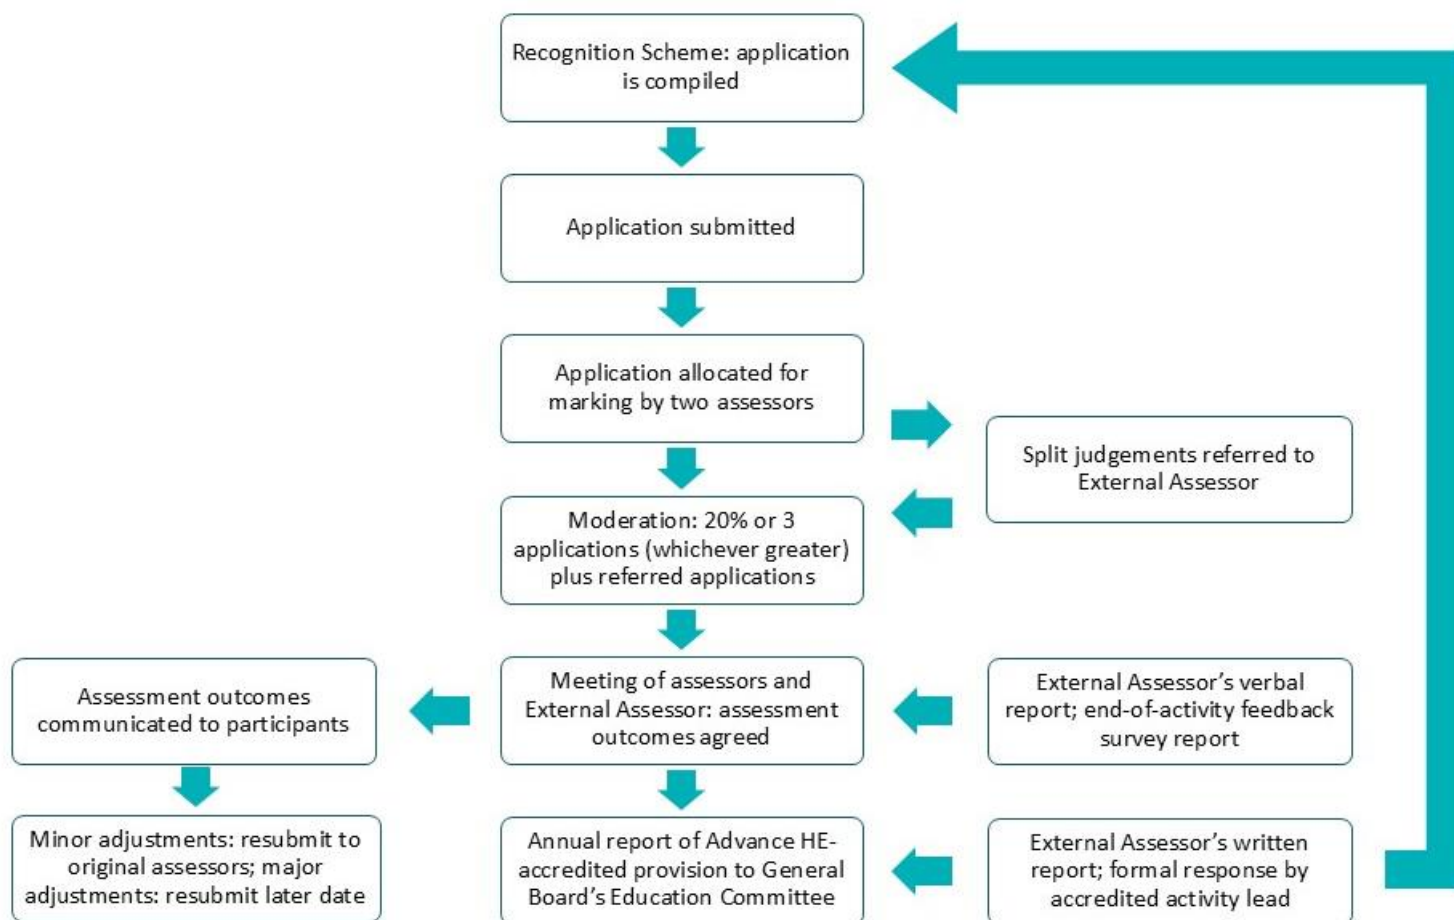 Recognition Scheme: application
is compiled
Application submitted
Application allocated for
marking by two assessors
Split judgements referred to
External Assessor
Moderation: 20% or 3
applications (whichever greater)
plus referred applications
Assessment outcomes
communicated to participants
Meeting of assessors and
External Assessor: assessment
outcomes agreed
External Assessor’s verbal
report; end-of-activity feedback
survey report
Minor adjustments: resubmit to
original assessors; major
adjustments: resubmit later date
Annual report of Advance HE-
accredited provision to General
Board’s Education Committee
External Assessor’s written
report; formal response by
accredited activity lead